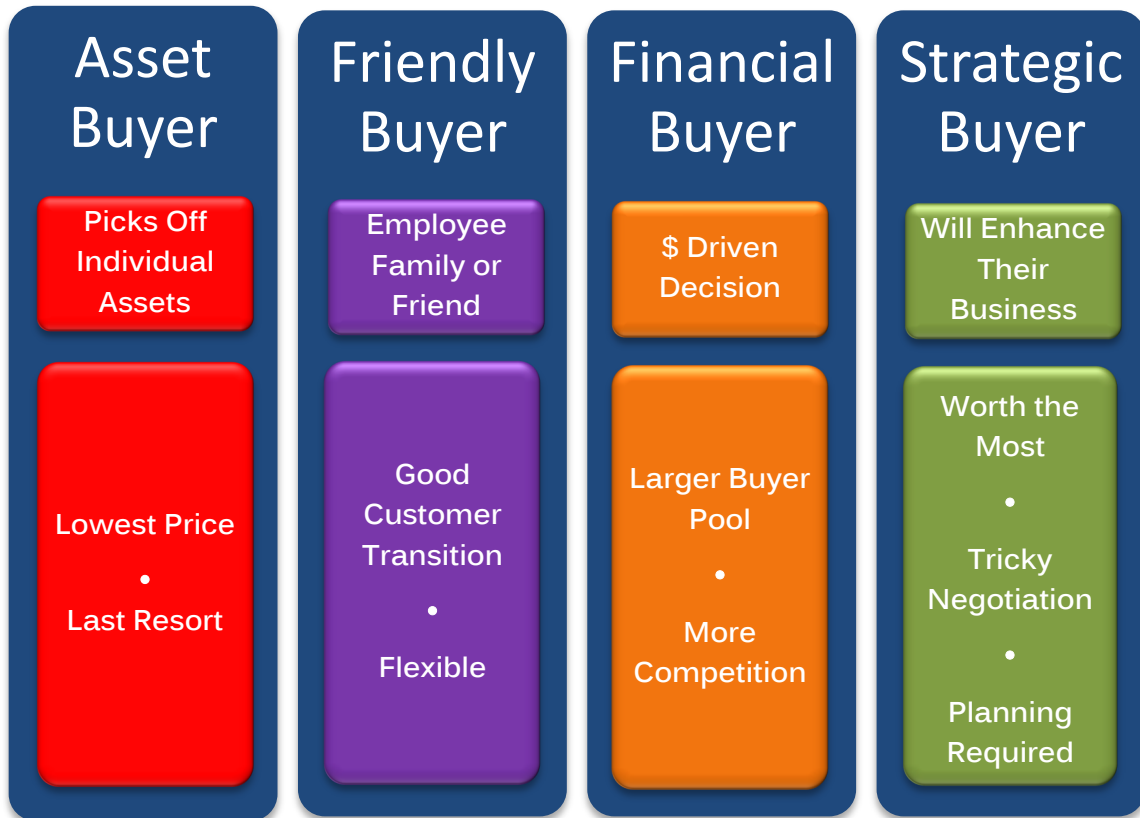 Asset
Buyer
Picks Off
Individual
Assets
Lowest Price
•
Last Resort
Friendly
Buyer
Employee
Family or
Friend
Good
Customer
Transition
•
Flexible
Financial
Buyer
$ Driven
Decision
Larger Buyer
Pool
•
More
Competition
Strategic
Buyer
Will Enhance
Their
Business
Worth the
Most
•
Tricky
Negotiation
•
Planning
Required